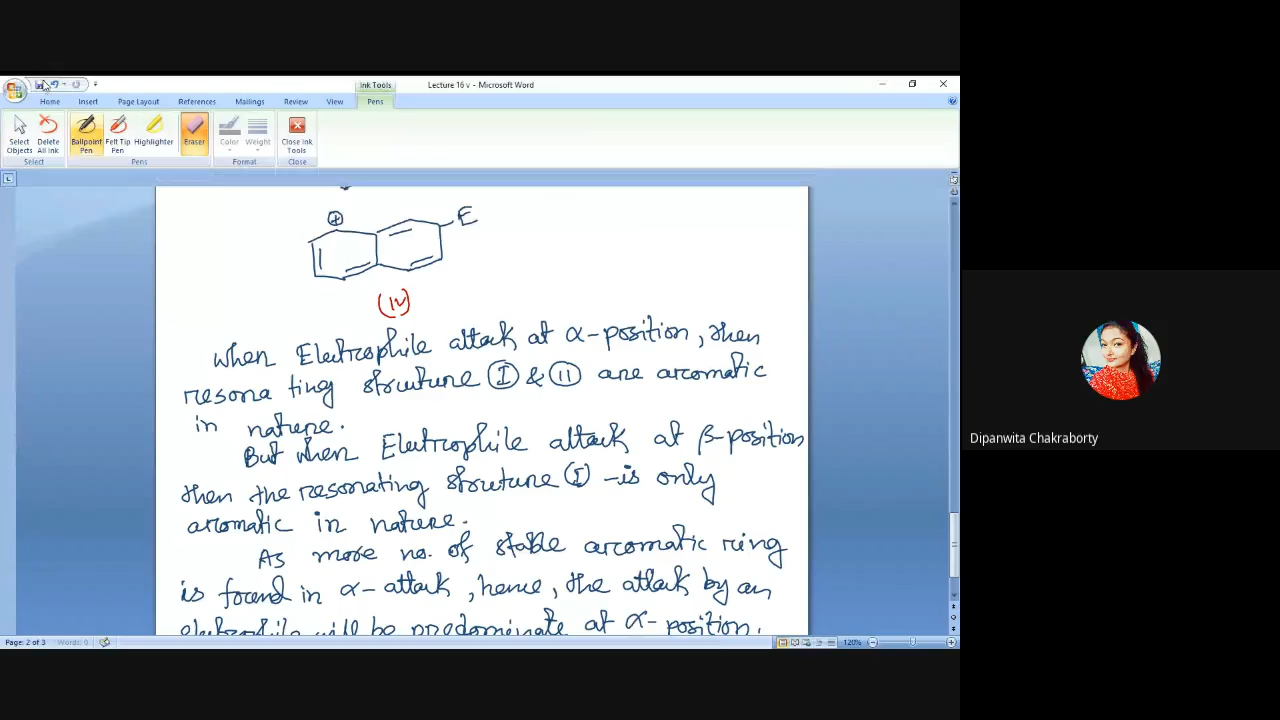 Ink Tools
Lecture 16 v - Microsoft Word
Home Insert Page Layout References Mailings Review View Pens
Select Objects Delete All Ink Ballpoint Pen Felt Tip Pen Highlighter Eraser Color Weight Close Ink Tools
Select Pens Format Close
+
E
(IV)
When Electrophile attack at α-position, then
resonating structure I & II are aromatic
in nature.
But when Electrophile attack at β-position
then the resonating structure (I) is only
aromatic in nature.
As more no. of stable aromatic ring
is found in α-attack, hence, the attack by an
electrophile will be predominate at α-position.
Dipanwita Chakraborty
Page: 2 of 3 Words: 0 120%